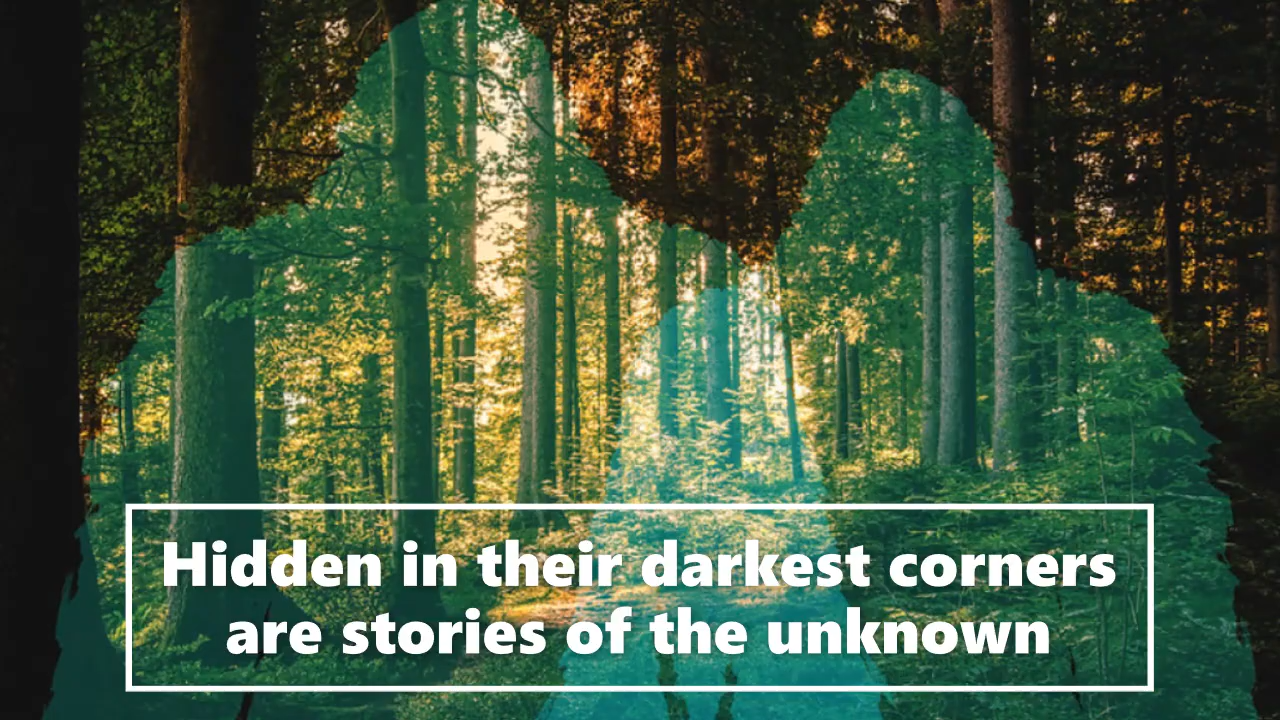 Hidden in their darkest corners
are stories of the unknown